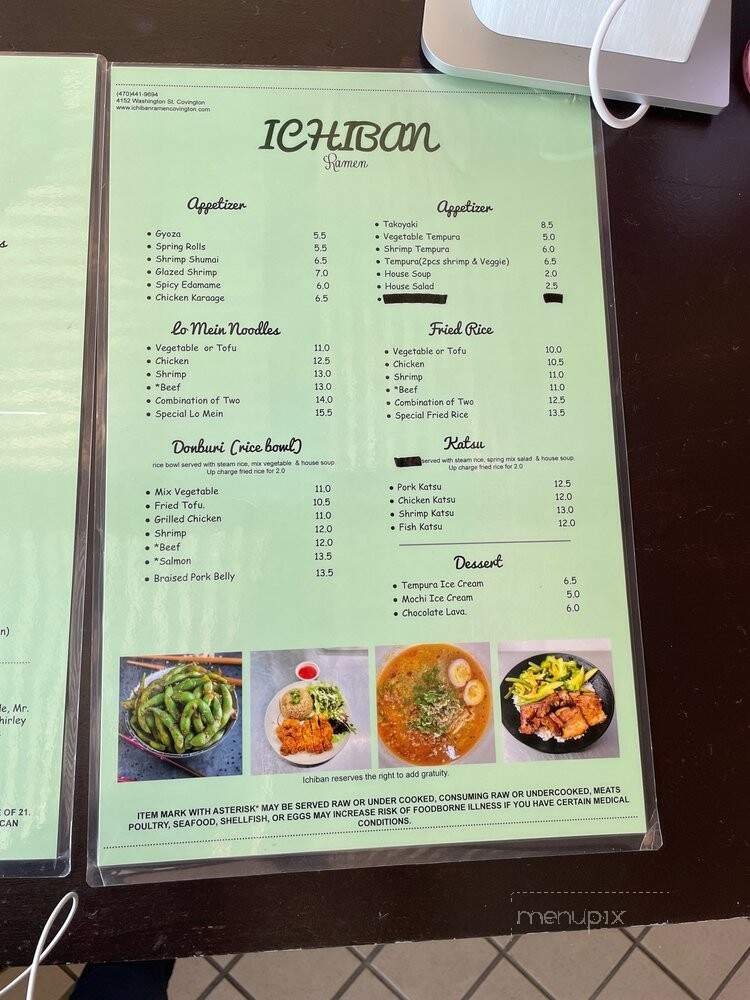 (470)441-9694
4152 Washington St. Covington
www.ichibanramencovington.com
ICHIBAN
Ramen
Appetizer
• Gyoza 5.5
• Spring Rolls 5.5
• Shrimp Shumai 6.5
• Glazed Shrimp 7.0
• Spicy Edamame 6.0
• Chicken Karaage 6.5
Appetizer
• Takoyaki 8.5
• Vegetable Tempura 5.0
• Shrimp Tempura 6.0
• Tempura(2pcs shrimp & Veggie) 6.5
• House Soup 2.0
• House Salad 2.5
Lo Mein Noodles
• Vegetable or Tofu 11.0
• Chicken 12.5
• Shrimp 13.0
• *Beef 13.0
• Combination of Two 14.0
• Special Lo Mein 15.5
Fried Rice
• Vegetable or Tofu 10.0
• Chicken 10.5
• Shrimp 11.0
• *Beef 11.0
• Combination of Two 12.5
• Special Fried Rice 13.5
Donburi (rice bowl)
rice bowl served with steam rice, mix vegetable & house soup.
Up charge fried rice for 2.0
• Mix Vegetable 11.0
• Fried Tofu. 10.5
• Grilled Chicken 11.0
• Shrimp 12.0
• *Beef 12.0
• *Salmon 13.5
• Braised Pork Belly 13.5
Katsu
served with steam rice, spring mix salad & house soup.
Up charge fried rice for 2.0
• Pork Katsu 12.5
• Chicken Katsu 12.0
• Shrimp Katsu 13.0
• Fish Katsu 12.0
Dessert
• Tempura Ice Cream 6.5
• Mochi Ice Cream 5.0
• Chocolate Lava. 6.0
Ichiban reserves the right to add gratuity.
ITEM MARK WITH ASTERISK* MAY BE SERVED RAW OR UNDER COOKED, CONSUMING RAW OR UNDERCOOKED, MEATS
POULTRY, SEAFOOD, SHELLFISH, OR EGGS MAY INCREASE RISK OF FOODBORNE ILLNESS IF YOU HAVE CERTAIN MEDICAL
CONDITIONS.
Mr.
OF 21.
menupix